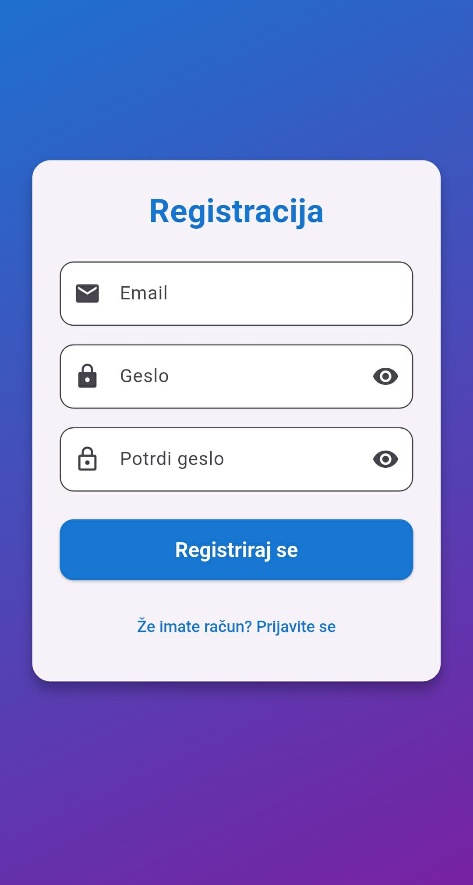 Registracija
Email
Geslo
Potrdi geslo
Registriraj se
Že imate račun? Prijavite se